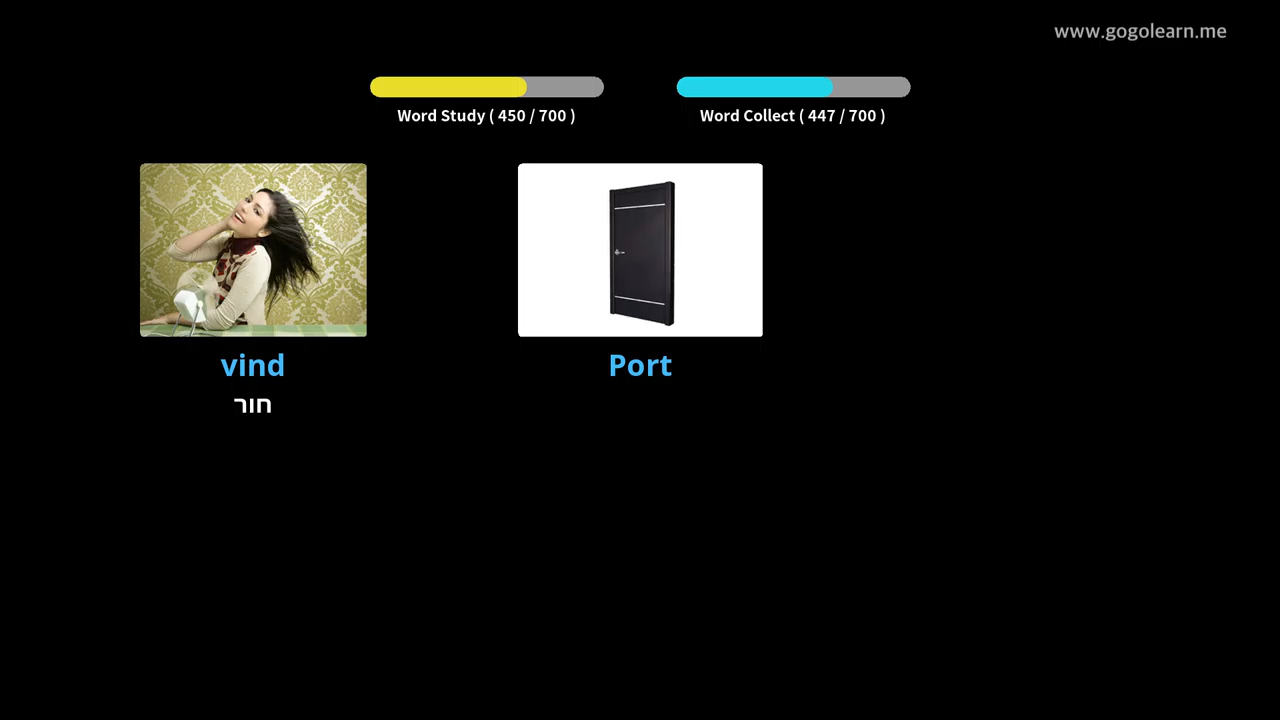 www.gogolearn.me
Word Study ( 450 / 700 )
Word Collect ( 447 / 700 )
vind
Port
חור